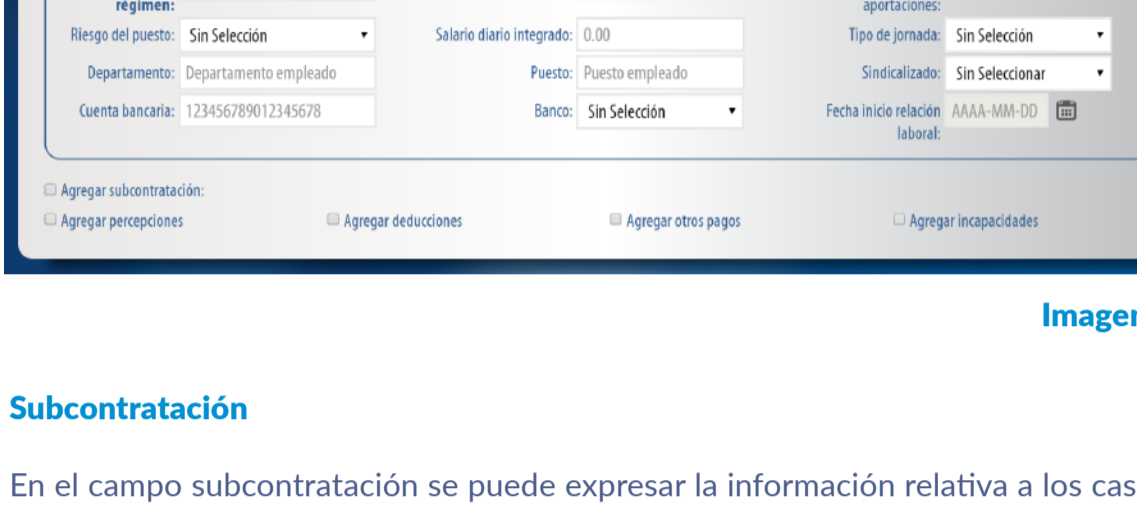 régimen:
aportaciones:
Riesgo del puesto: Sin Selección Salario diario integrado: 0.00 Tipo de jornada: Sin Selección
Departamento: Departamento empleado Puesto: Puesto empleado Sindicalizado: Sin Seleccionar
Cuenta bancaria: 123456789012345678 Banco: Sin Selección Fecha inicio relación AAAA-MM-DD
laboral:
Agregar subcontratación:
Agregar percepciones Agregar deducciones Agregar otros pagos Agregar incapacidades
Subcontratación
En el campo subcontratación se puede expresar la información relativa a los